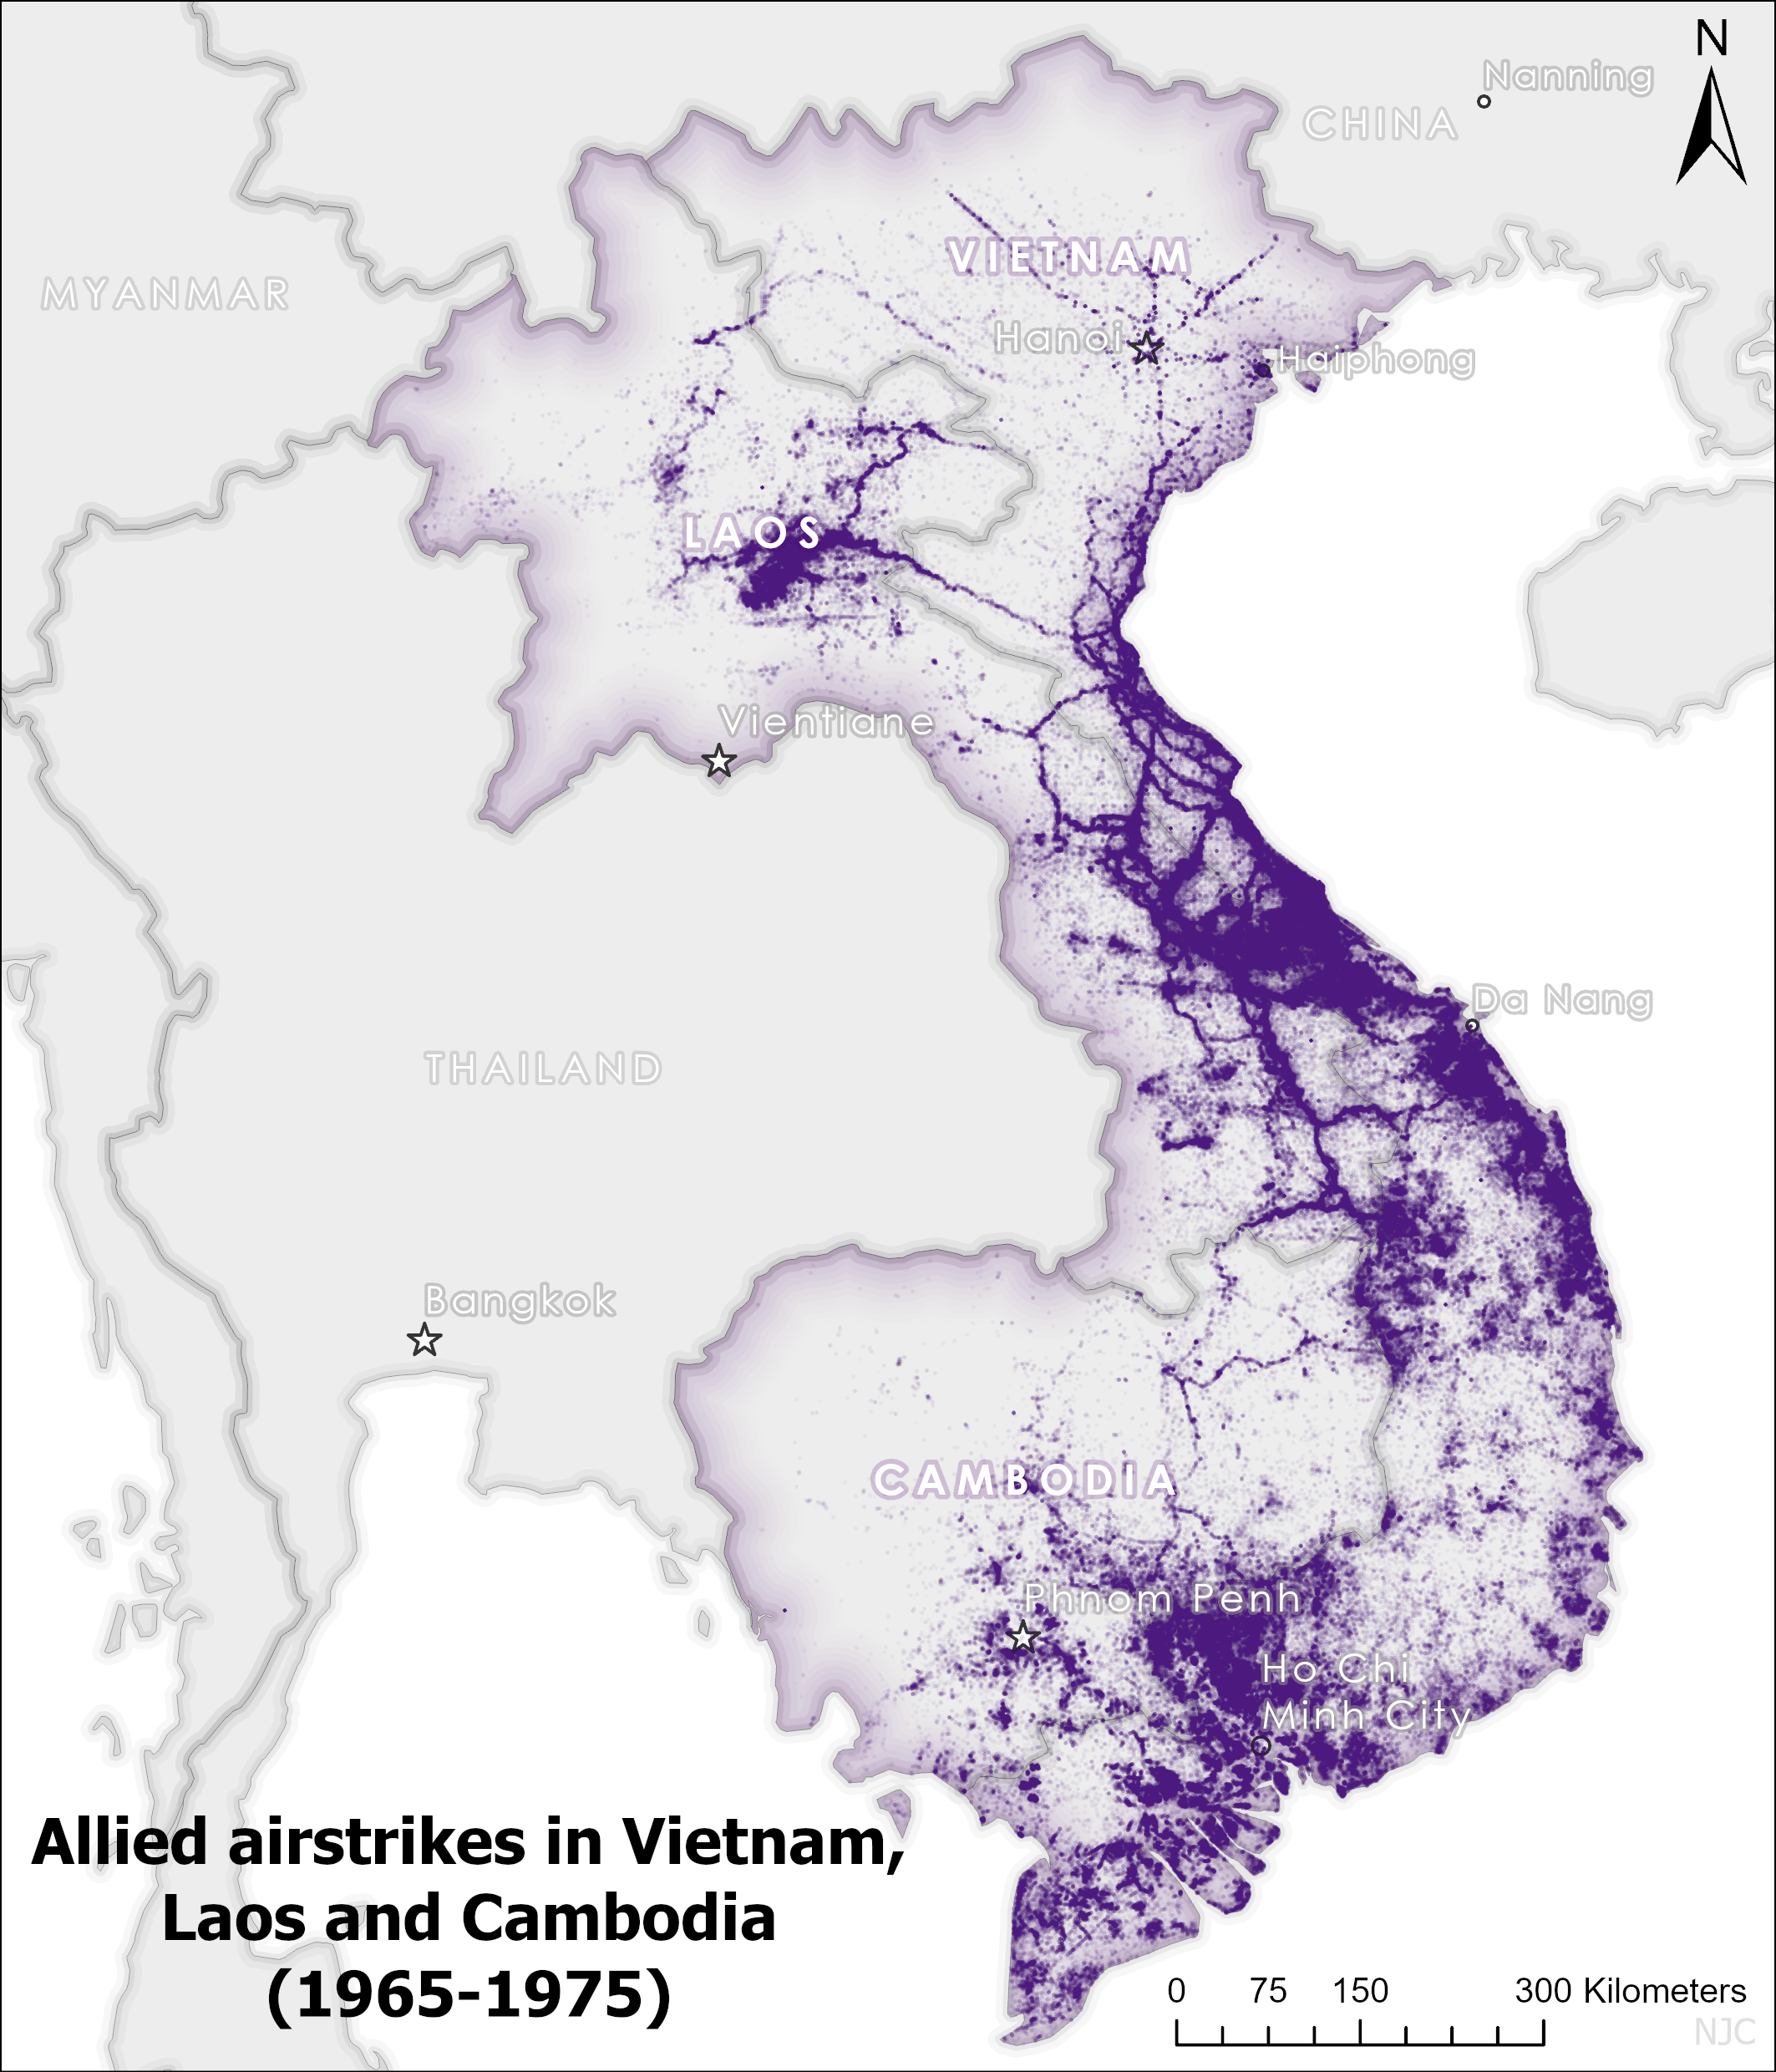 N
Nanning
CHINA
MYANMAR
VIETNAM
Hanoi
Haiphong
LAOS
Vientiane
Da Nang
THAILAND
Bangkok
CAMBODIA
Phnom Penh
Ho Chi
Minh City
Allied airstrikes in Vietnam,
Laos and Cambodia
(1965-1975)
0 75 150 300 Kilometers
NJC